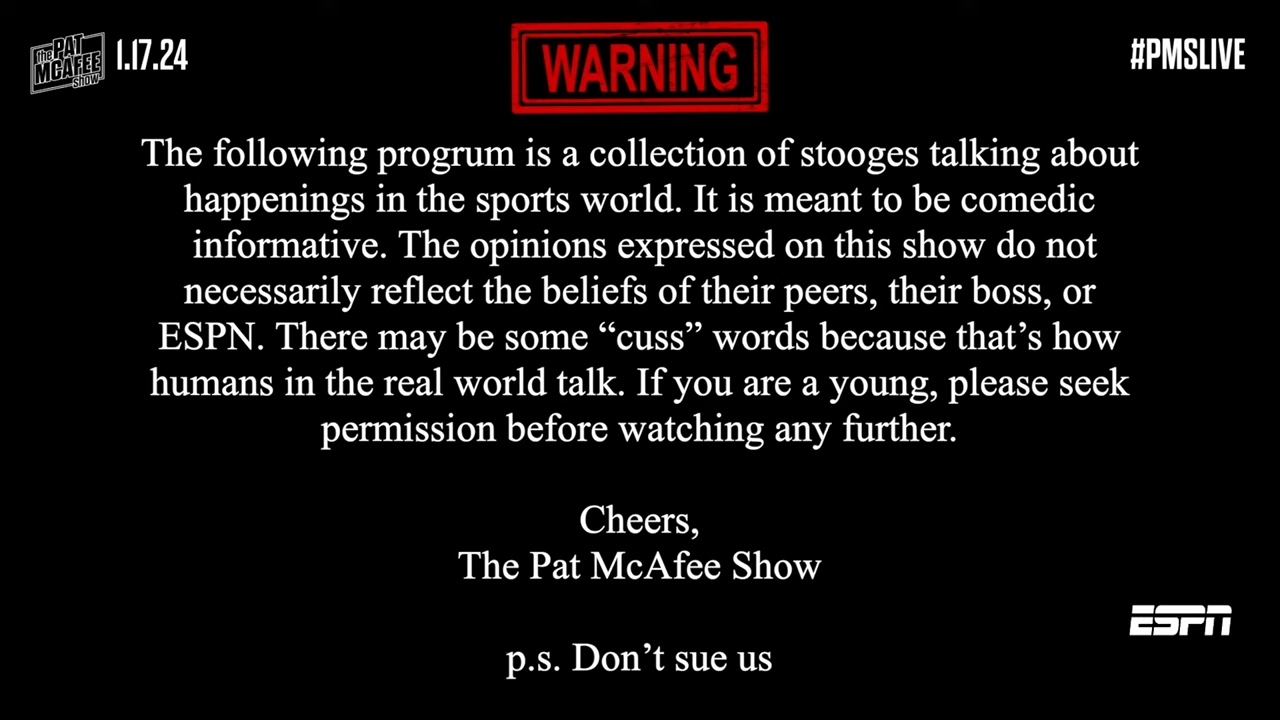 The PAT MCAFEE Show
1.17.24
WARNING
#PMSLIVE
The following progrum is a collection of stooges talking about
happenings in the sports world. It is meant to be comedic
informative. The opinions expressed on this show do not
necessarily reflect the beliefs of their peers, their boss, or
ESPN. There may be some “cuss” words because that’s how
humans in the real world talk. If you are a young, please seek
permission before watching any further.
Cheers,
The Pat McAfee Show
ESPN
p.s. Don’t sue us